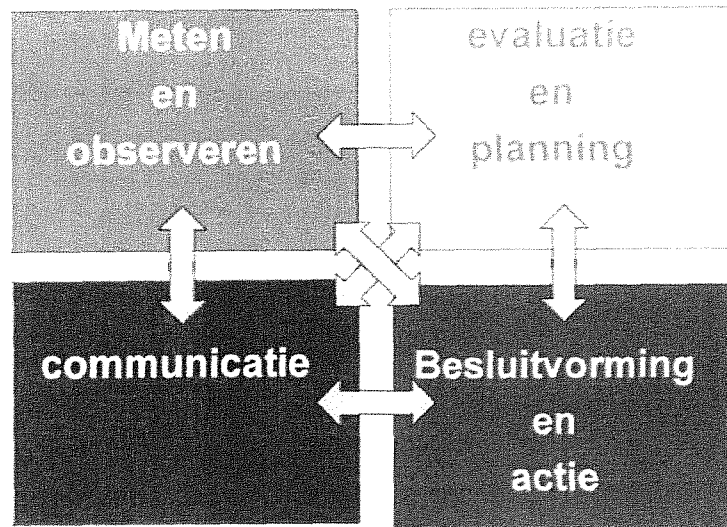 Meten
en
observeren
evaluatie
en
planning
communicatie
Besluitvorming
en
actie